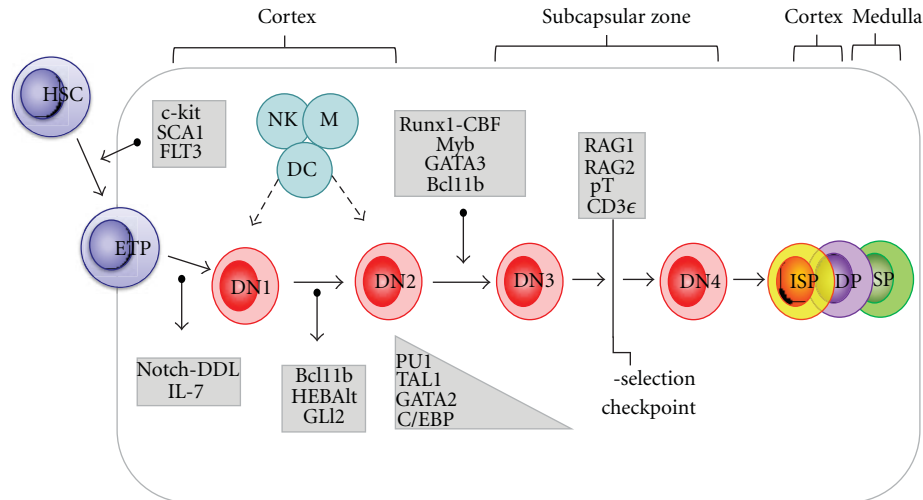 Cortex
Subcapsular zone
Cortex
Medulla
HSC
c-kit
SCA1
FLT3
NK
M
DC
Runx1-CBF
Myb
GATA3
Bcl11b
RAG1
RAG2
pT
CD3ϵ
ETP
DN1
DN2
DN3
DN4
ISP
DP
SP
Notch-DDL
IL-7
Bcl11b
HEBAlt
GLl2
PU1
TAL1
GATA2
C/EBP
-selection
checkpoint